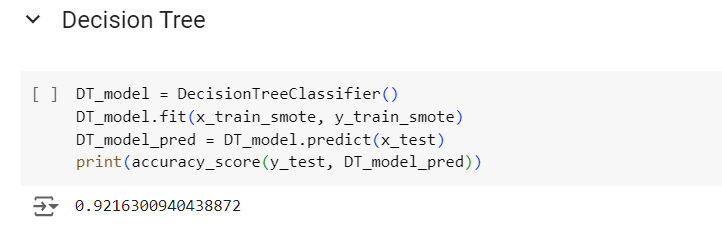 Decision Tree
[ ] DT_model = DecisionTreeClassifier()
DT_model.fit(x_train_smote, y_train_smote)
DT_model_pred = DT_model.predict(x_test)
print(accuracy_score(y_test, DT_model_pred))
0.9216300940438872